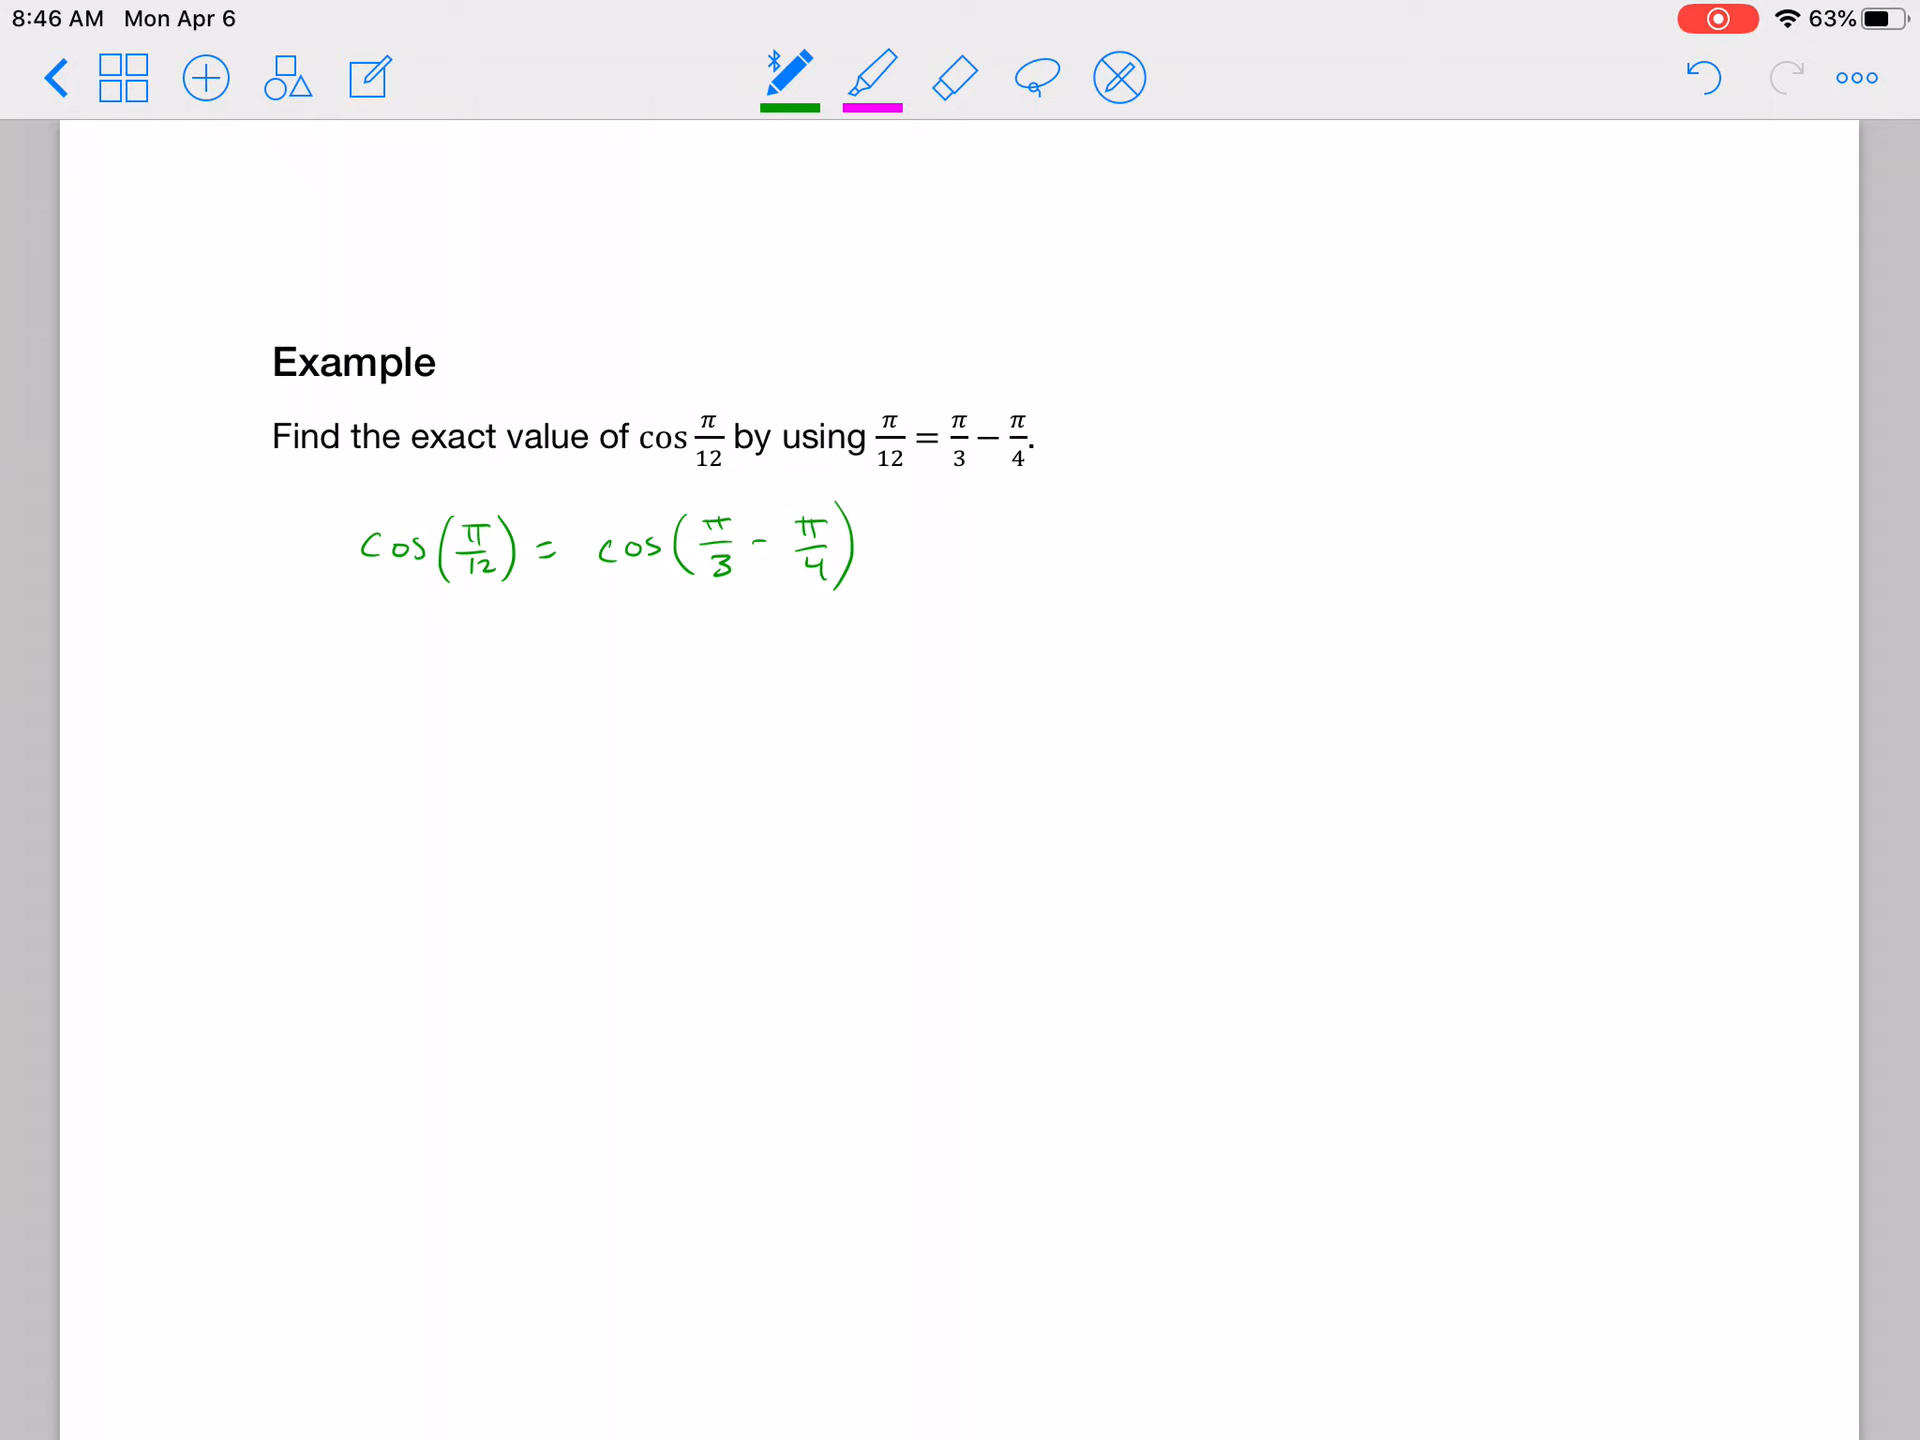 8:46 AM Mon Apr 6 63%
Example
Find the exact value of cos π/12 by using π/12 = π/3 − π/4.
cos(π/12) = cos(π/3 - π/4)